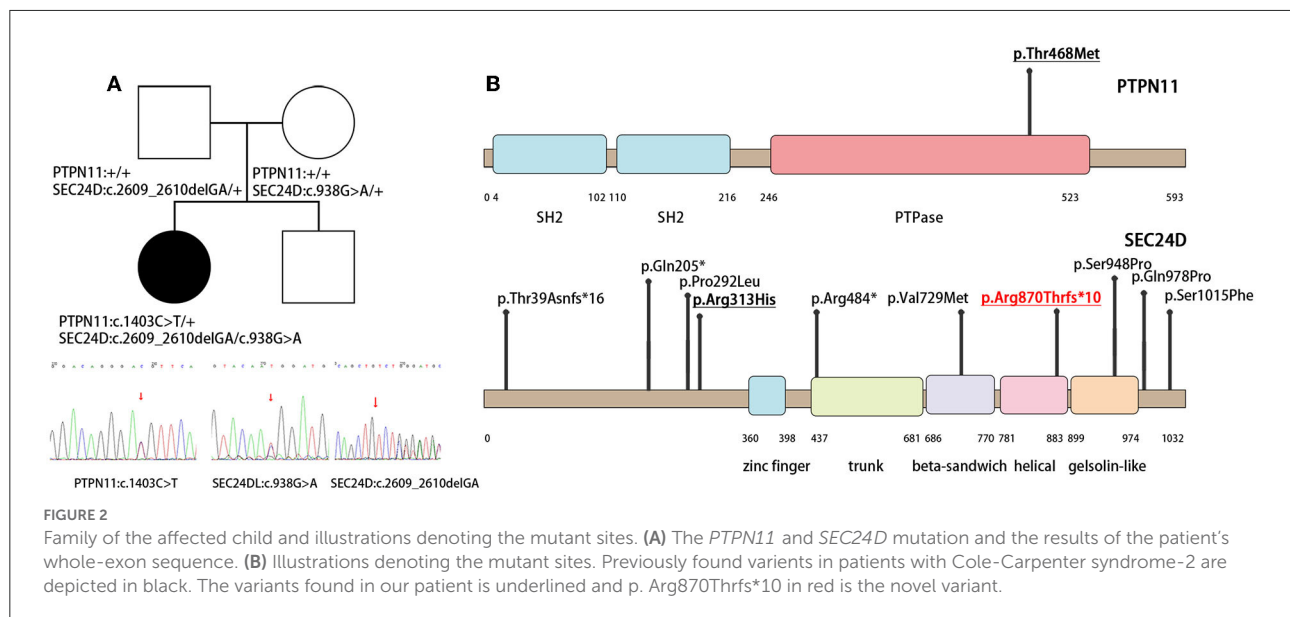 A
PTPN11:+/+
SEC24D:c.2609_2610delGA/+
PTPN11:+/+
SEC24D:c.938G>A/+
PTPN11:c.1403C>T/+
SEC24D:c.2609_2610delGA/c.938G>A
PTPN11:c.1403C>T
SEC24DL:c.938G>A
SEC24D:c.2609_2610delGA
B
p.Thr468Met
PTPN11
0 4 102 110 216 246 523 593
SH2 SH2 PTPase
SEC24D
p.Thr39Asnfs*16
p.Gln205*
p.Pro292Leu
p.Arg313His
p.Arg484*
p.Val729Met
p.Arg870Thrfs*10
p.Ser948Pro
p.Gln978Pro
p.Ser1015Phe
0 360 398 437 681 686 770 781 883 899 974 1032
zinc finger trunk beta-sandwich helical gelsolin-like
FIGURE 2
Family of the affected child and illustrations denoting the mutant sites. (A) The PTPN11 and SEC24D mutation and the results of the patient's
whole-exon sequence. (B) Illustrations denoting the mutant sites. Previously found varients in patients with Cole-Carpenter syndrome-2 are
depicted in black. The variants found in our patient is underlined and p. Arg870Thrfs*10 in red is the novel variant.